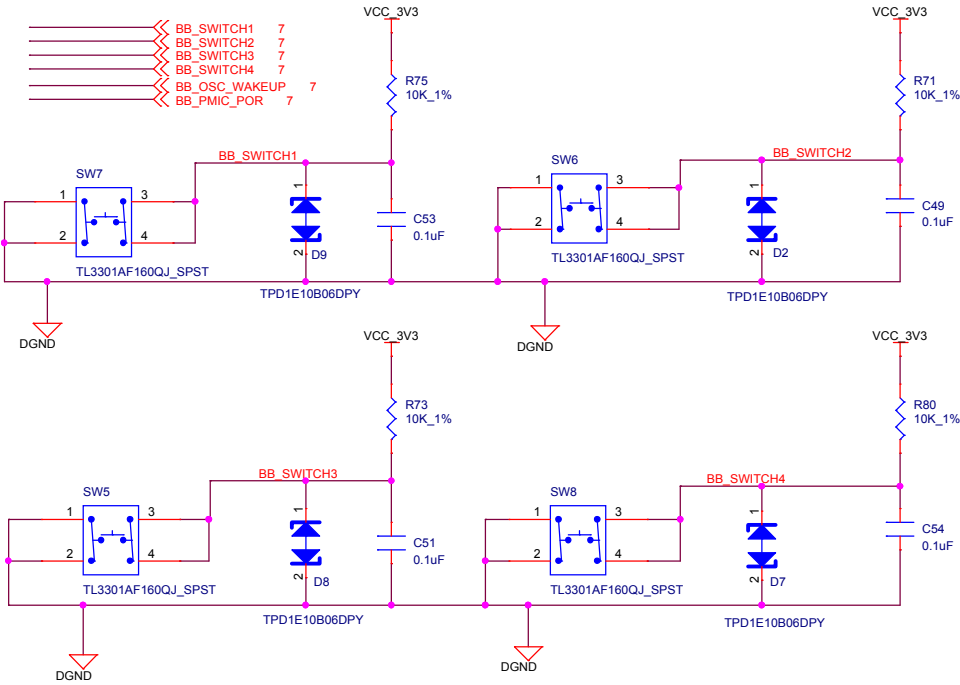 VCC_3V3
VCC_3V3
BB_SWITCH1 7
BB_SWITCH2 7
BB_SWITCH3 7
BB_SWITCH4 7
BB_OSC_WAKEUP 7
BB_PMIC_POR 7
R75
10K_1%
R71
10K_1%
BB_SWITCH1
BB_SWITCH2
SW7
1
2
3
4
TL3301AF160QJ_SPST
1
2
D9
TPD1E10B06DPY
C53
0.1uF
DGND
SW6
1
2
3
4
TL3301AF160QJ_SPST
1
2
D2
TPD1E10B06DPY
C49
0.1uF
DGND
VCC_3V3
VCC_3V3
R73
10K_1%
R80
10K_1%
BB_SWITCH3
BB_SWITCH4
SW5
1
2
3
4
TL3301AF160QJ_SPST
1
2
D8
TPD1E10B06DPY
C51
0.1uF
DGND
SW8
1
2
3
4
TL3301AF160QJ_SPST
1
2
D7
TPD1E10B06DPY
C54
0.1uF
DGND